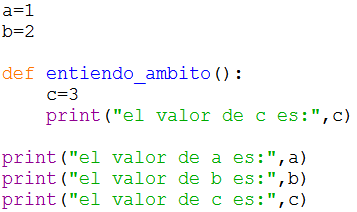 a=1
b=2
def entiendo_ambito():
    c=3
    print("el valor de c es:",c)
print("el valor de a es:",a)
print("el valor de b es:",b)
print("el valor de c es:",c)